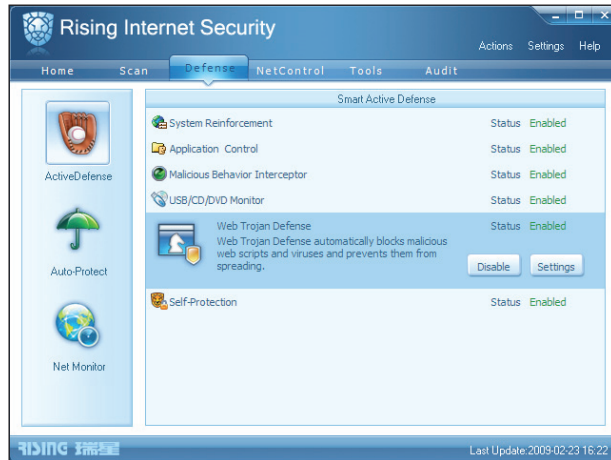 Rising Internet Security
Actions Settings Help
Home Scan Defense NetControl Tools Audit
Smart Active Defense
ActiveDefense
Auto-Protect
Net Monitor
System Reinforcement Status Enabled
Application Control Status Enabled
Malicious Behavior Interceptor Status Enabled
USB/CD/DVD Monitor Status Enabled
Web Trojan Defense Status Enabled
Web Trojan Defense automatically blocks malicious
web scripts and viruses and prevents them from
spreading.
Disable Settings
Self-Protection Status Enabled
RISING 瑞星
Last Update:2009-02-23 16:22